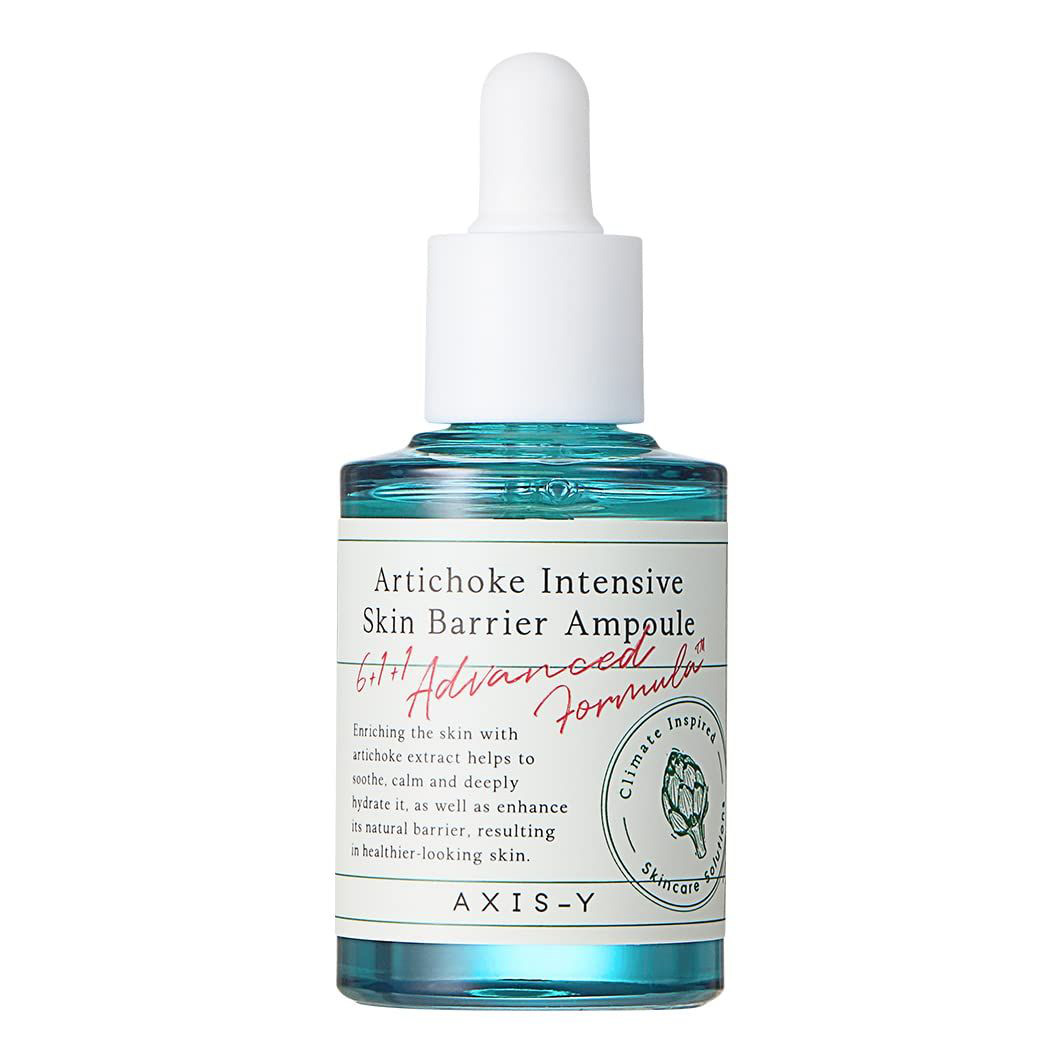 Artichoke Intensive
Skin Barrier Ampoule
6+1+1 Advanced
Formula™
Enriching the skin with
artichoke extract helps to
soothe, calm and deeply
hydrate it, as well as enhance
its natural barrier, resulting
in healthier-looking skin.
Climate Inspired
Skincare Solutions
AXIS-Y